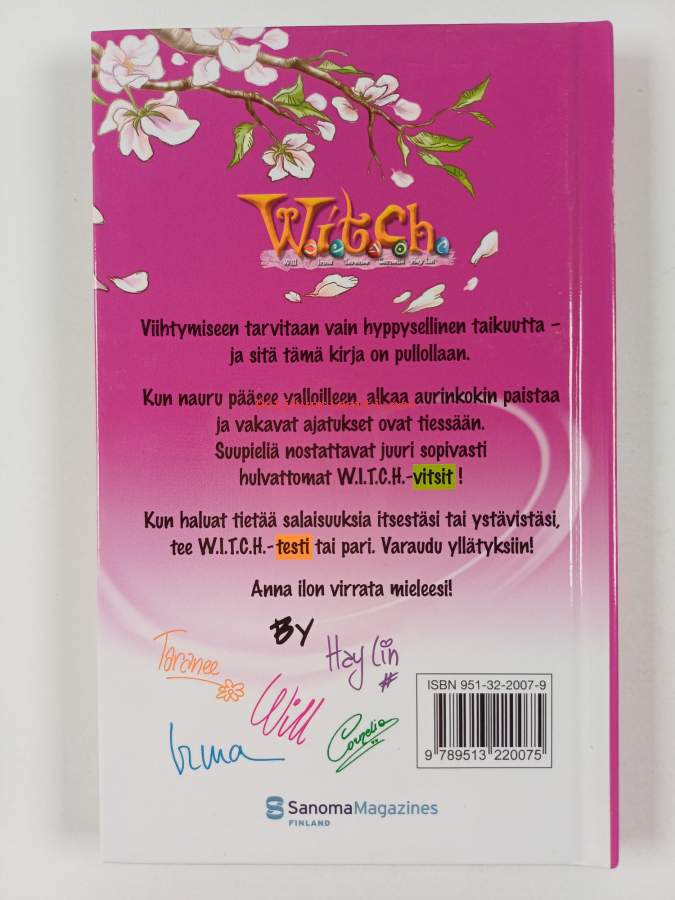 W.i.t.c.h.
Will Irma Taranee Cornelia Hay Lin
Viihtymiseen tarvitaan vain hyppysellinen taikuutta –
ja sitä tämä kirja on pullollaan.
Kun nauru pääsee valloilleen, alkaa aurinkokin paistaa
ja vakavat ajatukset ovat tiessään.
Suupieliä nostattavat juuri sopivasti
hulvattomat W.I.T.C.H.-vitsit!
Kun haluat tietää salaisuuksia itsestäsi tai ystävistäsi,
tee W.I.T.C.H.-testi tai pari. Varaudu yllätyksiin!
Anna ilon virrata mieleesi!
BY
Taranee
Hay Lin
#
Will
Cornelia
Irma
ISBN 951-32-2007-9
9 789513 220075
SanomaMagazines
FINLAND